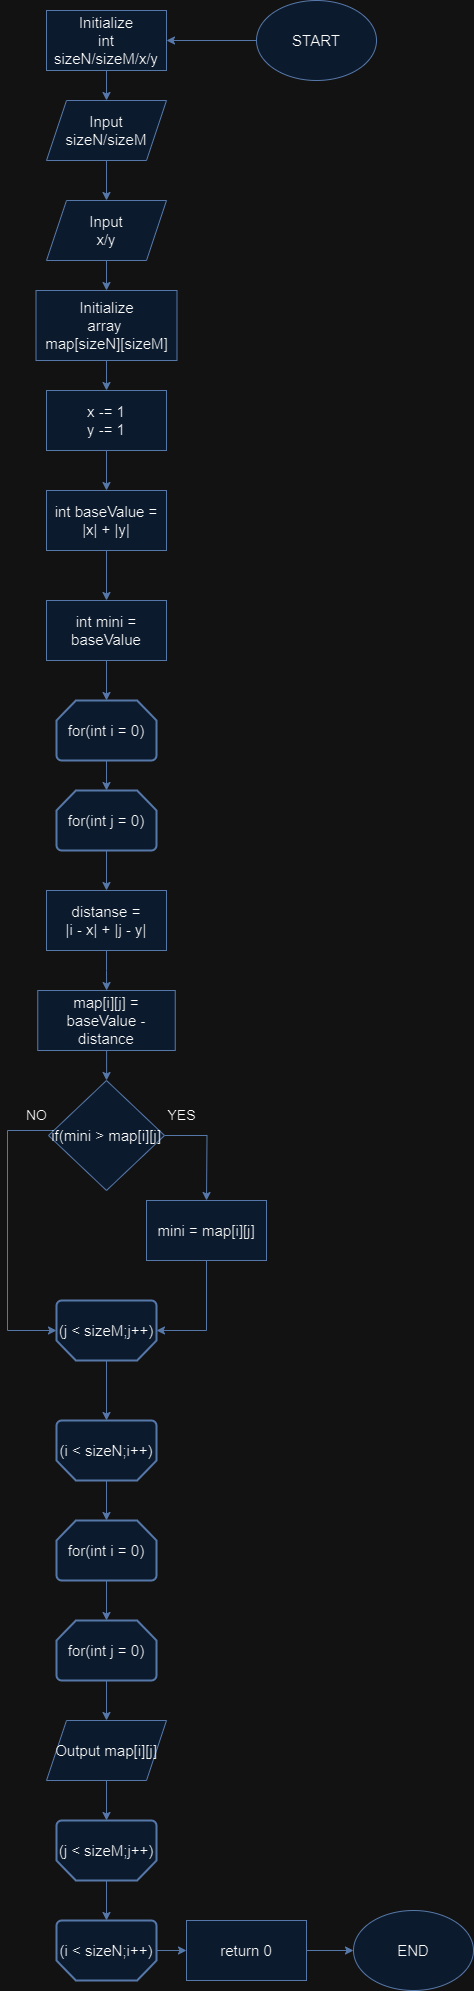 START
Initialize
int
sizeN/sizeM/x/y
Input
sizeN/sizeM
Input
x/y
Initialize
array
map[sizeN][sizeM]
x -= 1
y -= 1
int baseValue =
|x| + |y|
int mini =
baseValue
for(int i = 0)
for(int j = 0)
distanse =
|i - x| + |j - y|
map[i][j] =
baseValue -
distance
NO
YES
if(mini > map[i][j]
mini = map[i][j]
(j < sizeM;j++)
(i < sizeN;i++)
for(int i = 0)
for(int j = 0)
Output map[i][j]
(j < sizeM;j++)
(i < sizeN;i++)
return 0
END